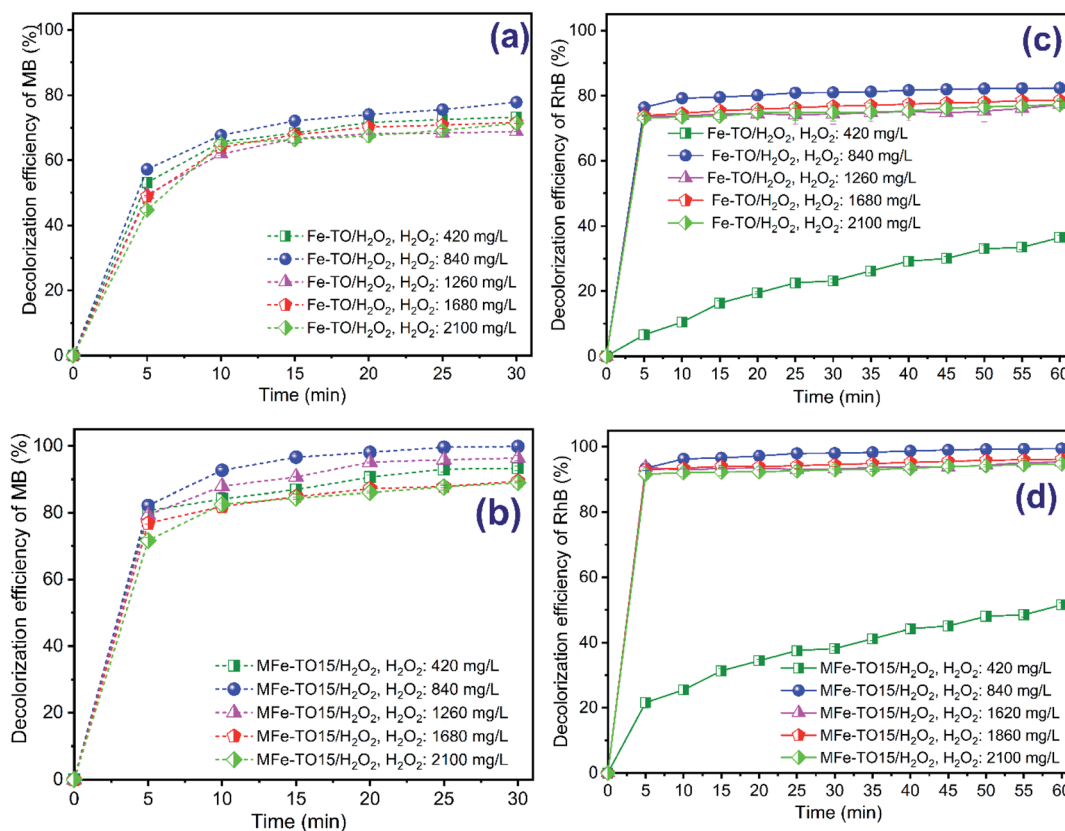 (a)
Decolorization efficiency of MB (%)
100
80
60
40
20
0
Fe-TO/H₂O₂, H₂O₂: 420 mg/L
Fe-TO/H₂O₂, H₂O₂: 840 mg/L
Fe-TO/H₂O₂, H₂O₂: 1260 mg/L
Fe-TO/H₂O₂, H₂O₂: 1680 mg/L
Fe-TO/H₂O₂, H₂O₂: 2100 mg/L
0 5 10 15 20 25 30
Time (min)
(c)
Decolorization efficiency of RhB (%)
100
80
60
40
20
0
Fe-TO/H₂O₂, H₂O₂: 420 mg/L
Fe-TO/H₂O₂, H₂O₂: 840 mg/L
Fe-TO/H₂O₂, H₂O₂: 1260 mg/L
Fe-TO/H₂O₂, H₂O₂: 1680 mg/L
Fe-TO/H₂O₂, H₂O₂: 2100 mg/L
0 5 10 15 20 25 30 35 40 45 50 55 60
Time (min)
(b)
Decolorization efficiency of MB (%)
100
80
60
40
20
0
MFe-TO15/H₂O₂, H₂O₂: 420 mg/L
MFe-TO15/H₂O₂, H₂O₂: 840 mg/L
MFe-TO15/H₂O₂, H₂O₂: 1260 mg/L
MFe-TO15/H₂O₂, H₂O₂: 1680 mg/L
MFe-TO15/H₂O₂, H₂O₂: 2100 mg/L
0 5 10 15 20 25 30
Time (min)
(d)
Decolorization efficiency of RhB (%)
100
80
60
40
20
0
MFe-TO15/H₂O₂, H₂O₂: 420 mg/L
MFe-TO15/H₂O₂, H₂O₂: 840 mg/L
MFe-TO15/H₂O₂, H₂O₂: 1620 mg/L
MFe-TO15/H₂O₂, H₂O₂: 1860 mg/L
MFe-TO15/H₂O₂, H₂O₂: 2100 mg/L
0 5 10 15 20 25 30 35 40 45 50 55 60
Time (min)